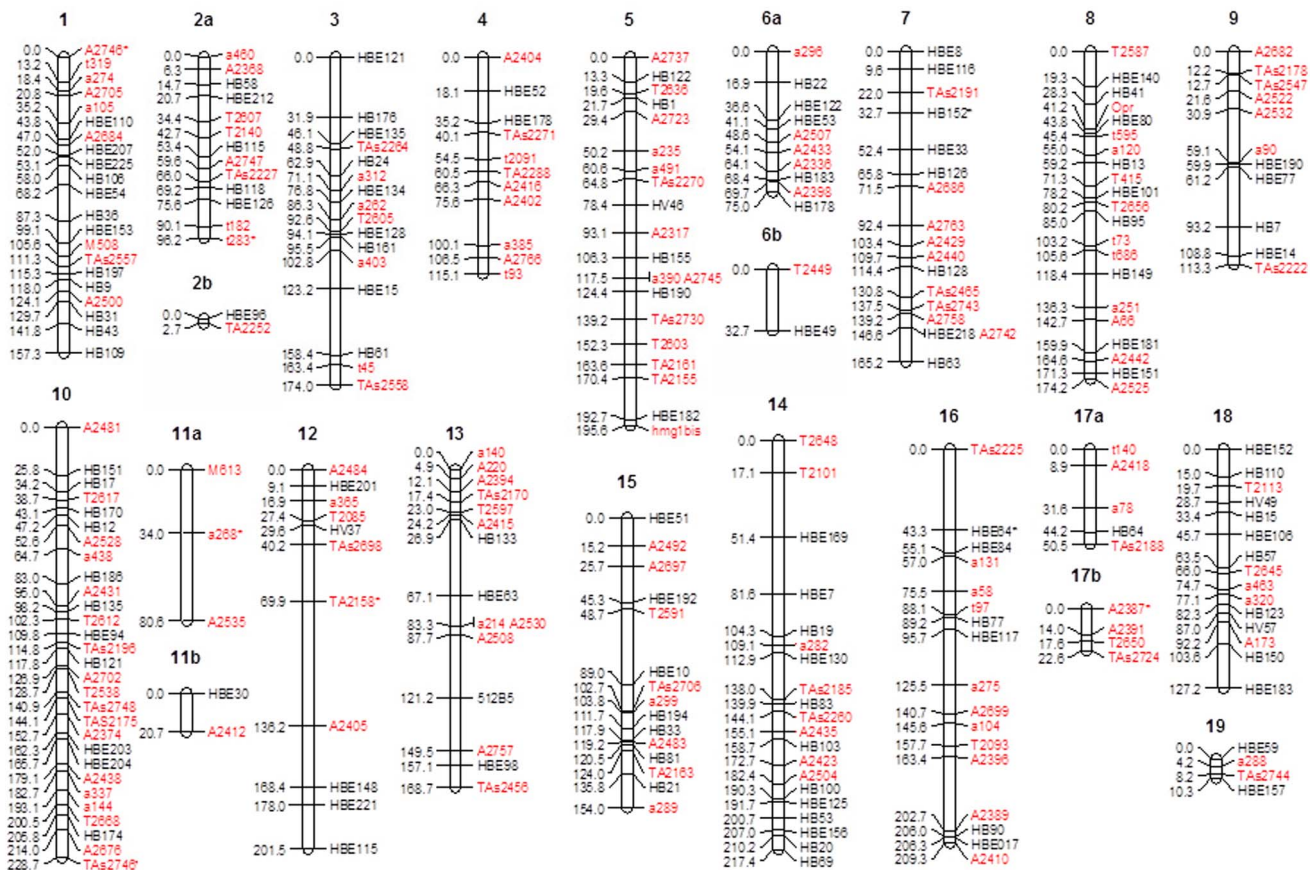 1
0.0 A2746*
13.2 t319
18.4 a274
20.8 A2705
35.2 a105
43.8 HBE110
47.0 A2684
52.0 HBE207
53.1 HBE225
58.0 HB106
68.2 HBE54
87.3 HB36
99.1 HBE153
105.6 M508
111.3 TAs2557
115.3 HB197
118.0 HB9
124.1 A2500
129.7 HB31
141.8 HB43
157.3 HB109
2a
0.0 a460
6.3 A2368
14.7 HB58
20.7 HBE212
34.4 T2607
42.7 T2140
53.4 HB115
59.6 A2747
66.0 TAs2227
69.2 HB118
75.6 HBE126
90.1 t182
96.2 t283*
2b
0.0 HBE96
2.7 TA2252
3
0.0 HBE121
31.9 HB176
46.1 HBE135
48.8 TAs2264
62.9 HB24
71.1 a312
76.8 HBE134
86.3 a262
92.6 T2605
94.1 HBE128
95.5 HB161
102.8 a403
123.2 HBE15
158.4 HB61
163.4 t45
174.0 TAs2558
4
0.0 A2404
18.1 HBE52
35.2 HBE178
40.1 TAs2271
54.5 t2091
60.5 TAs2288
66.3 A2416
75.6 A2402
100.1 a385
106.5 A2766
115.1 t93
5
0.0 A2737
13.3 HB122
19.6 T2636
21.7 HB1
29.4 A2723
50.2 a235
60.6 a491
64.8 TAs2270
78.4 HV46
93.1 A2317
106.3 HB155
117.5 a390 A2745
124.4 HB190
139.2 TAs2730
152.3 T2603
163.6 TA2161
170.4 TA2155
192.7 HBE182
195.6 hmg1bis
6a
0.0 a296
16.9 HB22
36.6 HBE122
41.1 HBE53
48.6 A2507
54.1 A2433
64.1 A2336
68.4 HB183
69.7 A2398
75.0 HB178
6b
0.0 T2449
32.7 HBE49
7
0.0 HBE8
9.6 HBE116
22.0 TAs2191
32.7 HB152*
52.4 HBE33
65.8 HB126
71.5 A2686
92.4 A2763
103.4 A2429
109.7 A2440
114.4 HB128
130.8 TAs2465
137.5 TAs2743
139.2 A2758
146.6 HBE218 A2742
165.2 HB63
8
0.0 T2587
19.3 HBE140
28.3 HB41
41.2 Opr
43.8 HBE80
45.4 t595
55.0 a120
59.2 HB13
71.3 T415
78.2 HBE101
80.2 T2656
85.0 HB95
103.2 t73
105.6 t686
118.4 HB149
136.3 a251
142.7 A66
159.9 HBE181
164.6 A2442
171.3 HBE151
174.2 A2525
9
0.0 A2682
12.2 TAs2178
12.7 TAs2547
21.6 A2522
30.9 A2532
59.1 a90
59.9 HBE190
61.2 HBE77
93.2 HB7
108.8 HBE14
113.3 TAs2222
10
0.0 A2481
25.8 HB151
34.2 HB17
38.7 T2617
43.1 HB170
47.2 HB12
52.6 A2528
64.7 a438
83.0 HB186
95.0 A2431
98.2 HB135
102.3 T2612
109.8 HBE94
114.8 TAs2196
117.8 HB121
126.9 A2702
128.7 T2538
140.9 TAs2748
144.1 TAS2175
152.7 A2374
162.3 HBE203
165.7 HBE204
179.1 A2438
182.7 a337
193.1 a144
200.5 T2668
206.8 HB174
214.0 A2676
228.7 TAs2746*
11a
0.0 M613
34.0 a268*
80.6 A2535
11b
0.0 HBE30
20.7 A2412
12
0.0 A2484
9.1 HBE201
16.9 a365
27.4 T2085
29.6 HV37
40.2 TAs2698
69.9 TA2158*
136.2 A2405
168.4 HBE148
178.0 HBE221
201.5 HBE115
13
0.0 a140
4.9 A220
12.1 A2394
17.4 TAs2170
23.0 T2597
24.2 A2415
26.9 HB133
67.1 HBE63
83.3 a214 A2530
87.7 A2508
121.2 512B5
149.5 A2757
157.1 HBE98
168.7 TAs2456
15
0.0 HBE51
15.2 A2492
25.7 A2697
45.3 HBE192
48.7 T2591
89.0 HBE10
102.7 TAs2706
103.8 a299
111.7 HB194
117.9 HB33
119.2 A2483
120.5 HB81
124.0 TA2163
135.8 HB21
154.0 a289
14
0.0 T2648
17.1 T2101
51.4 HBE169
81.6 HBE7
104.3 HB19
109.1 a282
112.9 HBE130
138.0 TAs2185
139.9 HB83
144.1 TAs2260
155.1 A2435
158.7 HB103
172.7 A2423
182.4 A2504
190.3 HB100
191.7 HBE125
200.7 HB53
207.0 HBE156
210.2 HB20
217.4 HB69
16
0.0 TAs2225
43.3 HBE64*
55.1 HBE84
57.0 a131
75.5 a58
88.1 t97
89.2 HB77
95.7 HBE117
125.5 a275
140.7 A2699
145.6 a104
157.7 T2093
163.4 A2396
202.7 A2389
206.0 HB90
206.3 HBE017
209.3 A2410
17a
0.0 t140
8.9 A2418
31.6 a78
44.2 HB64
50.5 TAs2188
17b
0.0 A2387*
14.0 A2391
17.6 T2650
22.6 TAs2724
18
0.0 HBE152
15.0 HB110
19.7 T2113
28.7 HV49
33.4 HB15
45.7 HBE106
63.5 HB57
66.0 T2645
74.7 a463
77.1 a320
82.3 HB123
87.0 HV57
92.2 A173
103.6 HB150
127.2 HBE183
19
0.0 HBE59
4.2 a288
8.2 TAs2744
10.3 HBE157